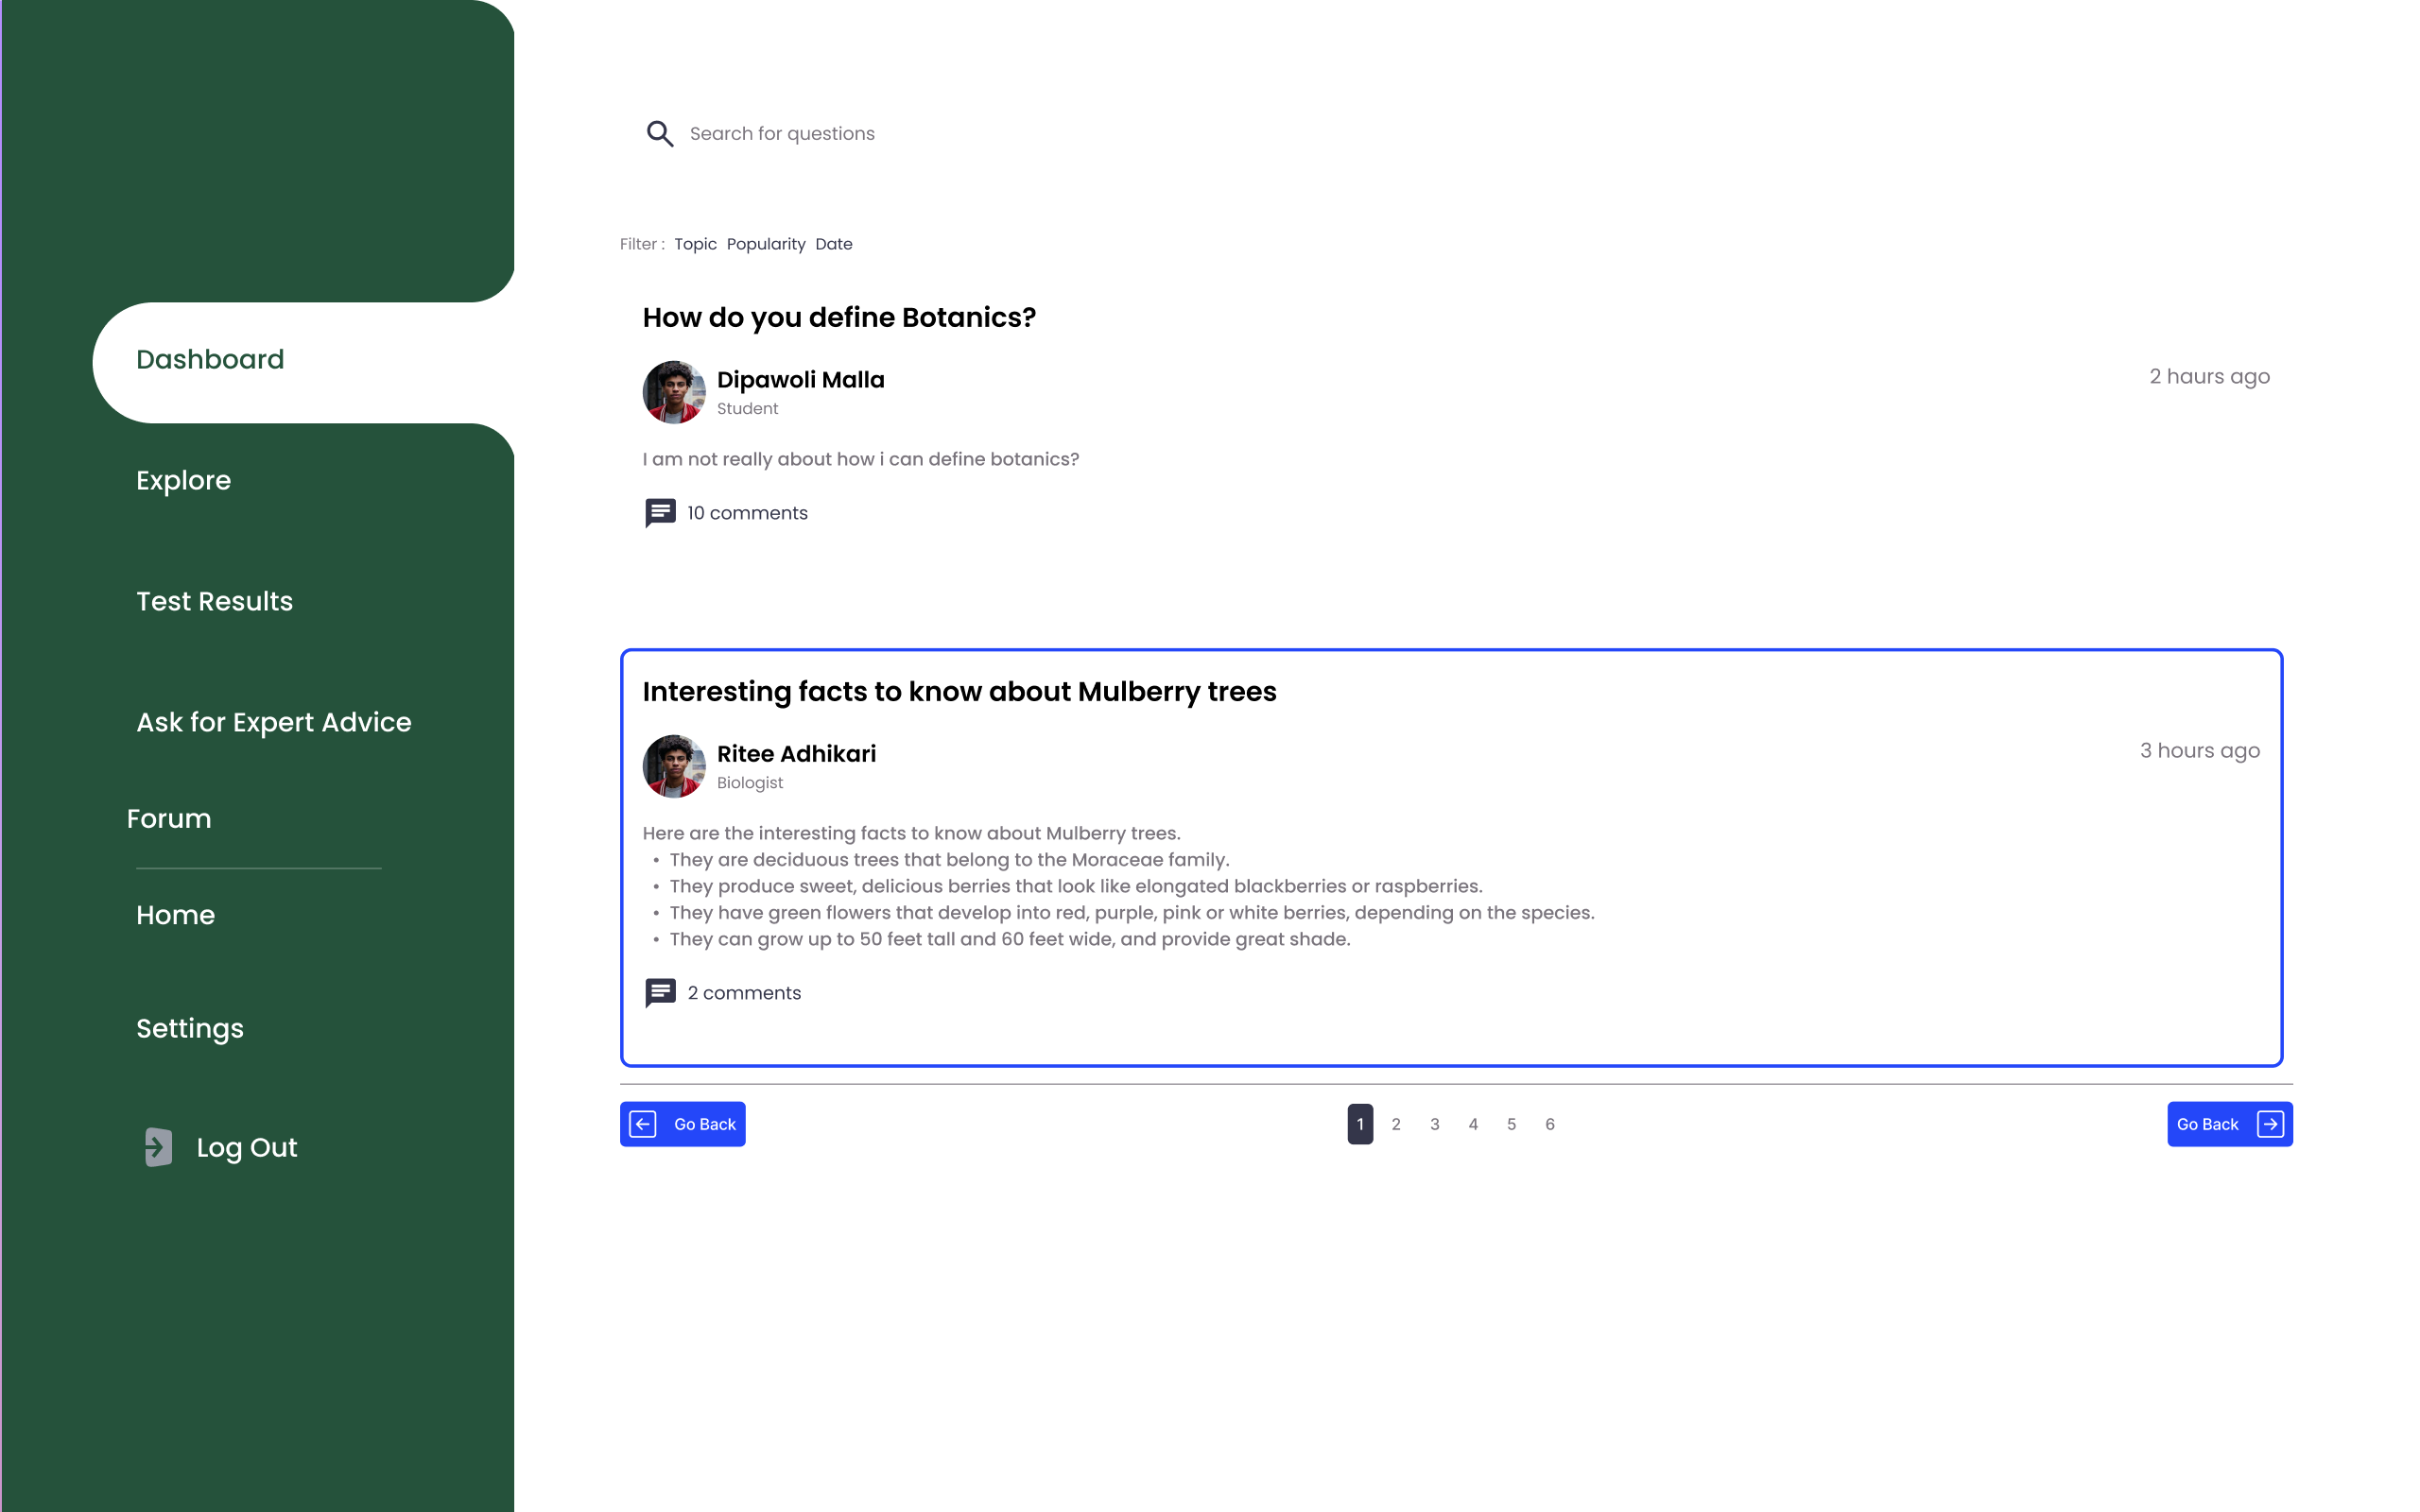 Dashboard
Explore
Test Results
Ask for Expert Advice
Forum
Home
Settings
Log Out
Search for questions
Filter : Topic Popularity Date
How do you define Botanics?
Dipawoli Malla
Student
2 haurs ago
I am not really about how i can define botanics?
10 comments
Interesting facts to know about Mulberry trees
Ritee Adhikari
Biologist
3 hours ago
Here are the interesting facts to know about Mulberry trees.
• They are deciduous trees that belong to the Moraceae family.
• They produce sweet, delicious berries that look like elongated blackberries or raspberries.
• They have green flowers that develop into red, purple, pink or white berries, depending on the species.
• They can grow up to 50 feet tall and 60 feet wide, and provide great shade.
2 comments
Go Back 1 2 3 4 5 6 Go Back